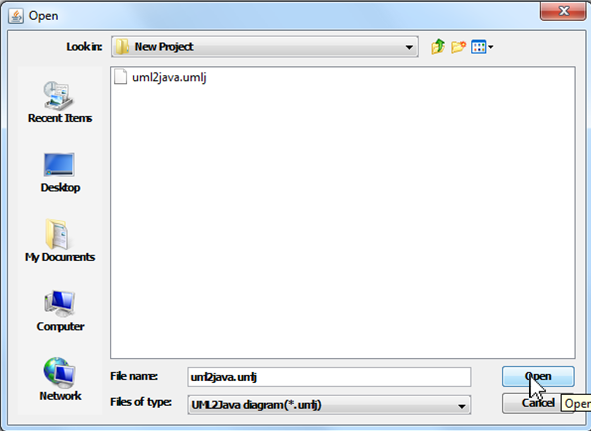 Open
Look in: New Project
uml2java.umlj
Recent Items
Desktop
My Documents
Computer
Network
File name: uml2java.umlj Open
Files of type: UML2Java diagram (*.umlj) Cancel
Open